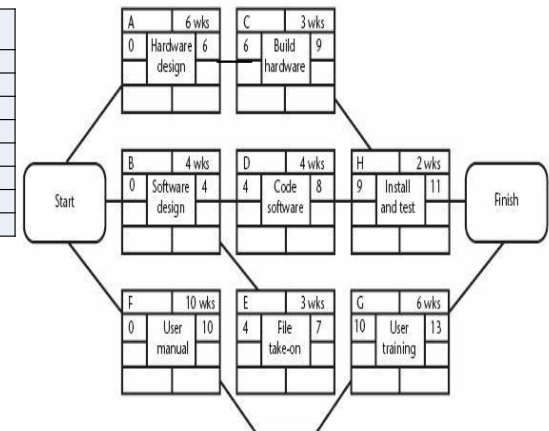 A 6 wks
0 Hardware 6
design
C 3 wks
6 Build 9
hardware
B 4 wks
0 Software 4
design
D 4 wks
4 Code 8
software
H 2 wks
9 Install 11
and test
Start
Finish
F 10 wks
0 User 10
manual
E 3 wks
4 File 7
take-on
G 6 wks
10 User 13
training